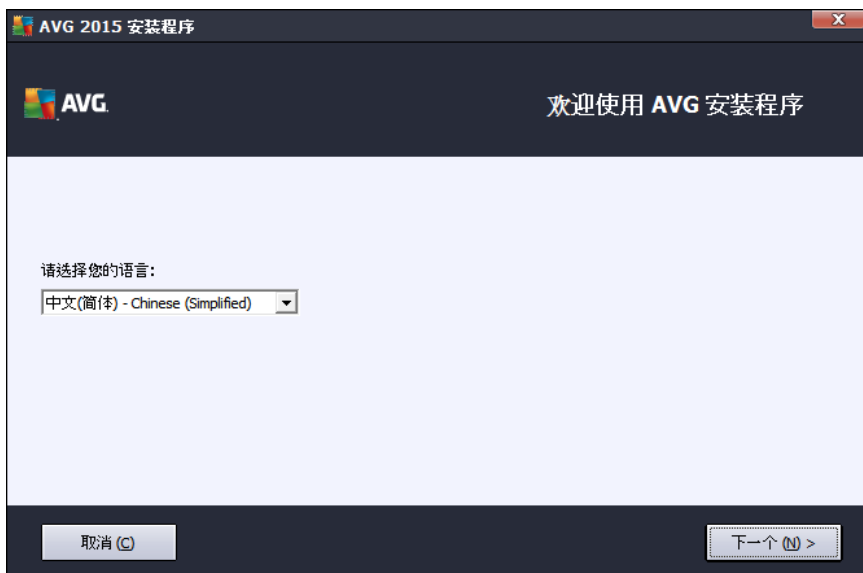 AVG 2015 安装程序
AVG.
欢迎使用 AVG 安装程序
请选择您的语言:
中文(简体) - Chinese (Simplified)
取消(C)
下一个(N) >